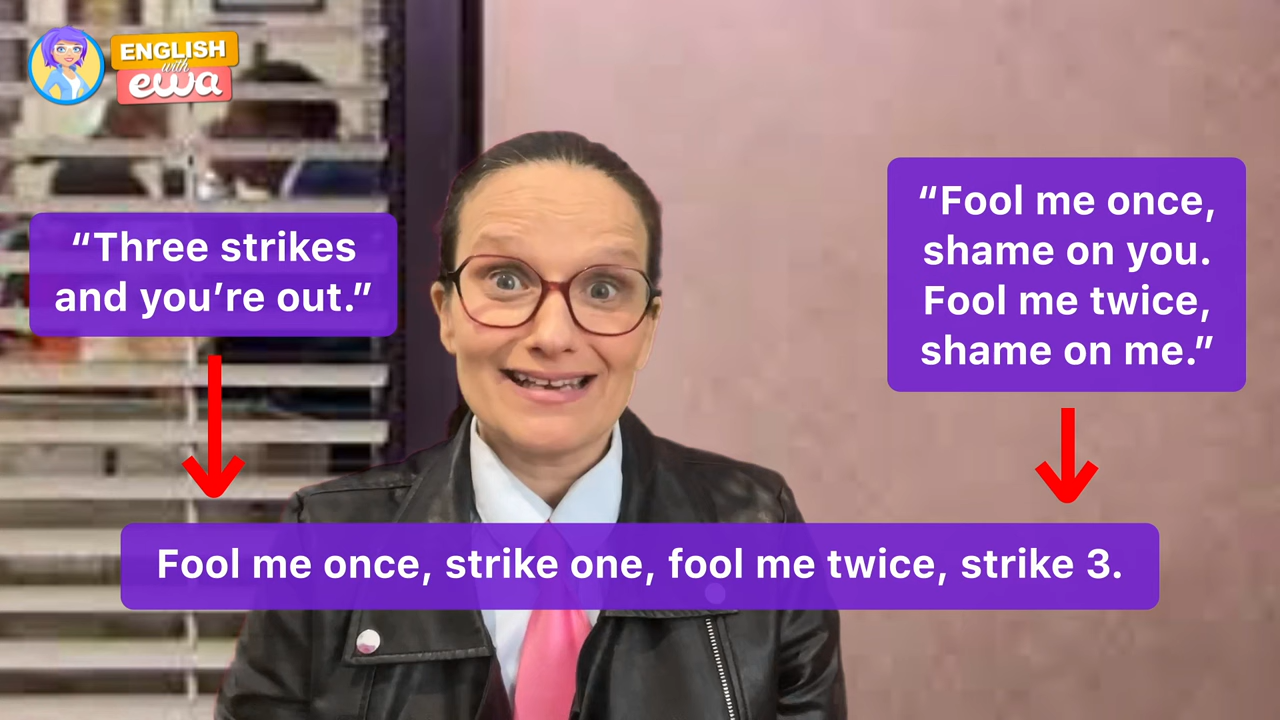 ENGLISH
with
ewa
“Three strikes
and you’re out.”
“Fool me once,
shame on you.
Fool me twice,
shame on me.”
Fool me once, strike one, fool me twice, strike 3.